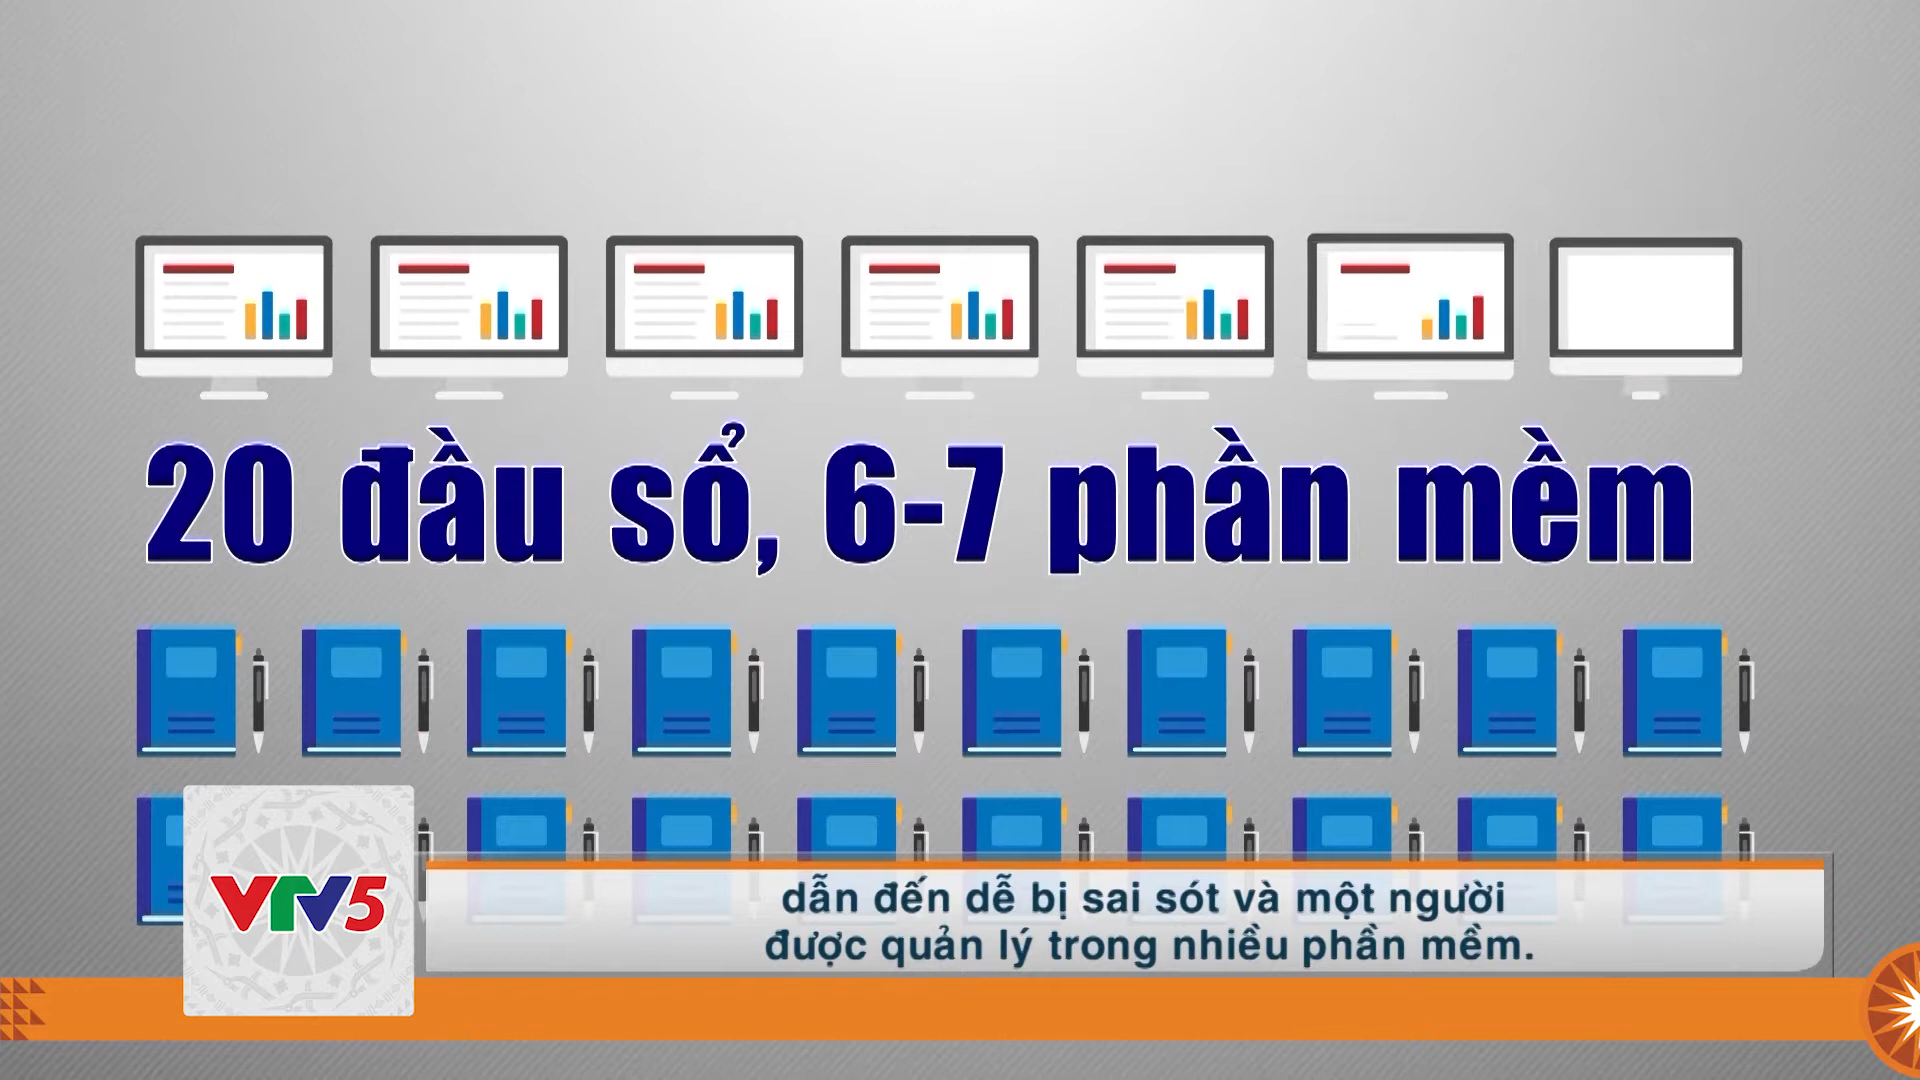 20 đầu sổ, 6-7 phần mềm
VTV5
dẫn đến dễ bị sai sót và một người
được quản lý trong nhiều phần mềm.